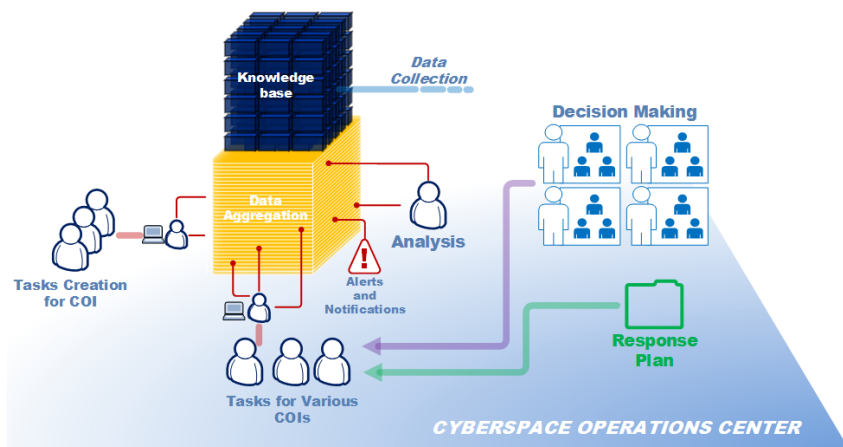 Knowledge
base
Data
Collection
Decision Making
Data
Aggregation
Analysis
!
Alerts
and
Notifications
Tasks Creation
for COI
Response
Plan
Tasks for Various
COIs
CYBERSPACE OPERATIONS CENTER